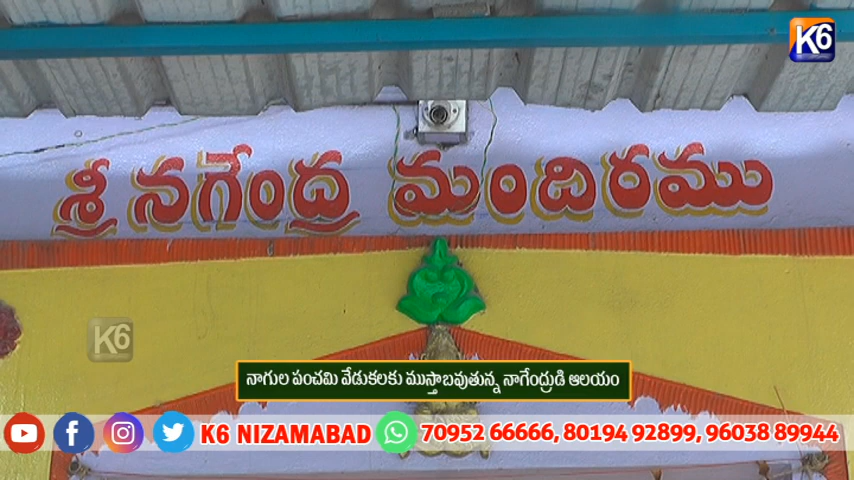 K6
శ్రీ నగేంద్ర మందిరము
K6
నాగుల పంచమి వేడుకలకు ముస్తాబవుతున్న నాగేంద్రుడి ఆలయం
K6 NIZAMABAD 70952 66666, 80194 92899, 96038 89944